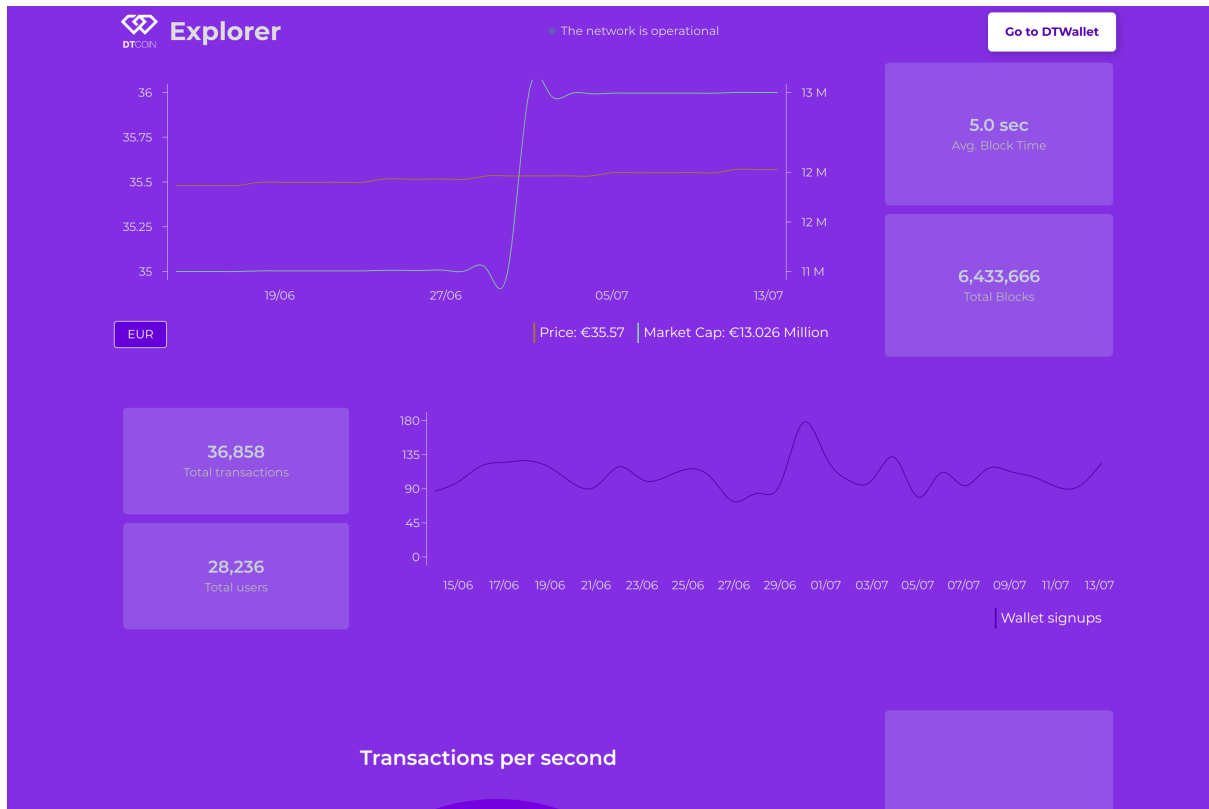 DTCOIN
Explorer
The network is operational
Go to DTWallet
36
35.75
35.5
35.25
35
13 M
12 M
12 M
11 M
19/06
27/06
05/07
13/07
EUR
Price: €35.57
Market Cap: €13.026 Million
5.0 sec
Avg. Block Time
6,433,666
Total Blocks
36,858
Total transactions
28,236
Total users
180
135
90
45
0
15/06
17/06
19/06
21/06
23/06
25/06
27/06
29/06
01/07
03/07
05/07
07/07
09/07
11/07
13/07
Wallet signups
Transactions per second